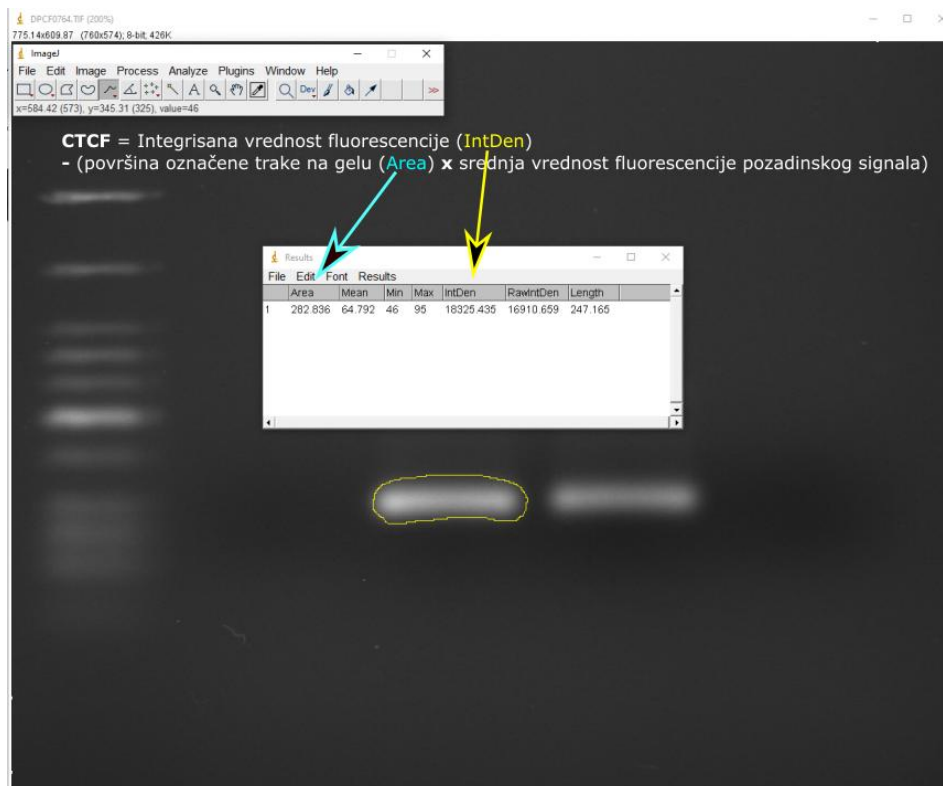 DPCF0764.TIF (200%)
775.14x609.87 (760x574); 8-bit; 426K
ImageJ
File Edit Image Process Analyze Plugins Window Help
A Dev
x=584.42 (573), y=345.31 (325), value=46
CTCF = Integrisana vrednost fluorescencije (IntDen)
- (površina označene trake na gelu (Area) x srednja vrednost fluorescencije pozadinskog signala)
Results
File Edit Font Results
Area Mean Min Max IntDen RawIntDen Length
1 282.836 64.792 46 95 18325.435 16910.659 247.165